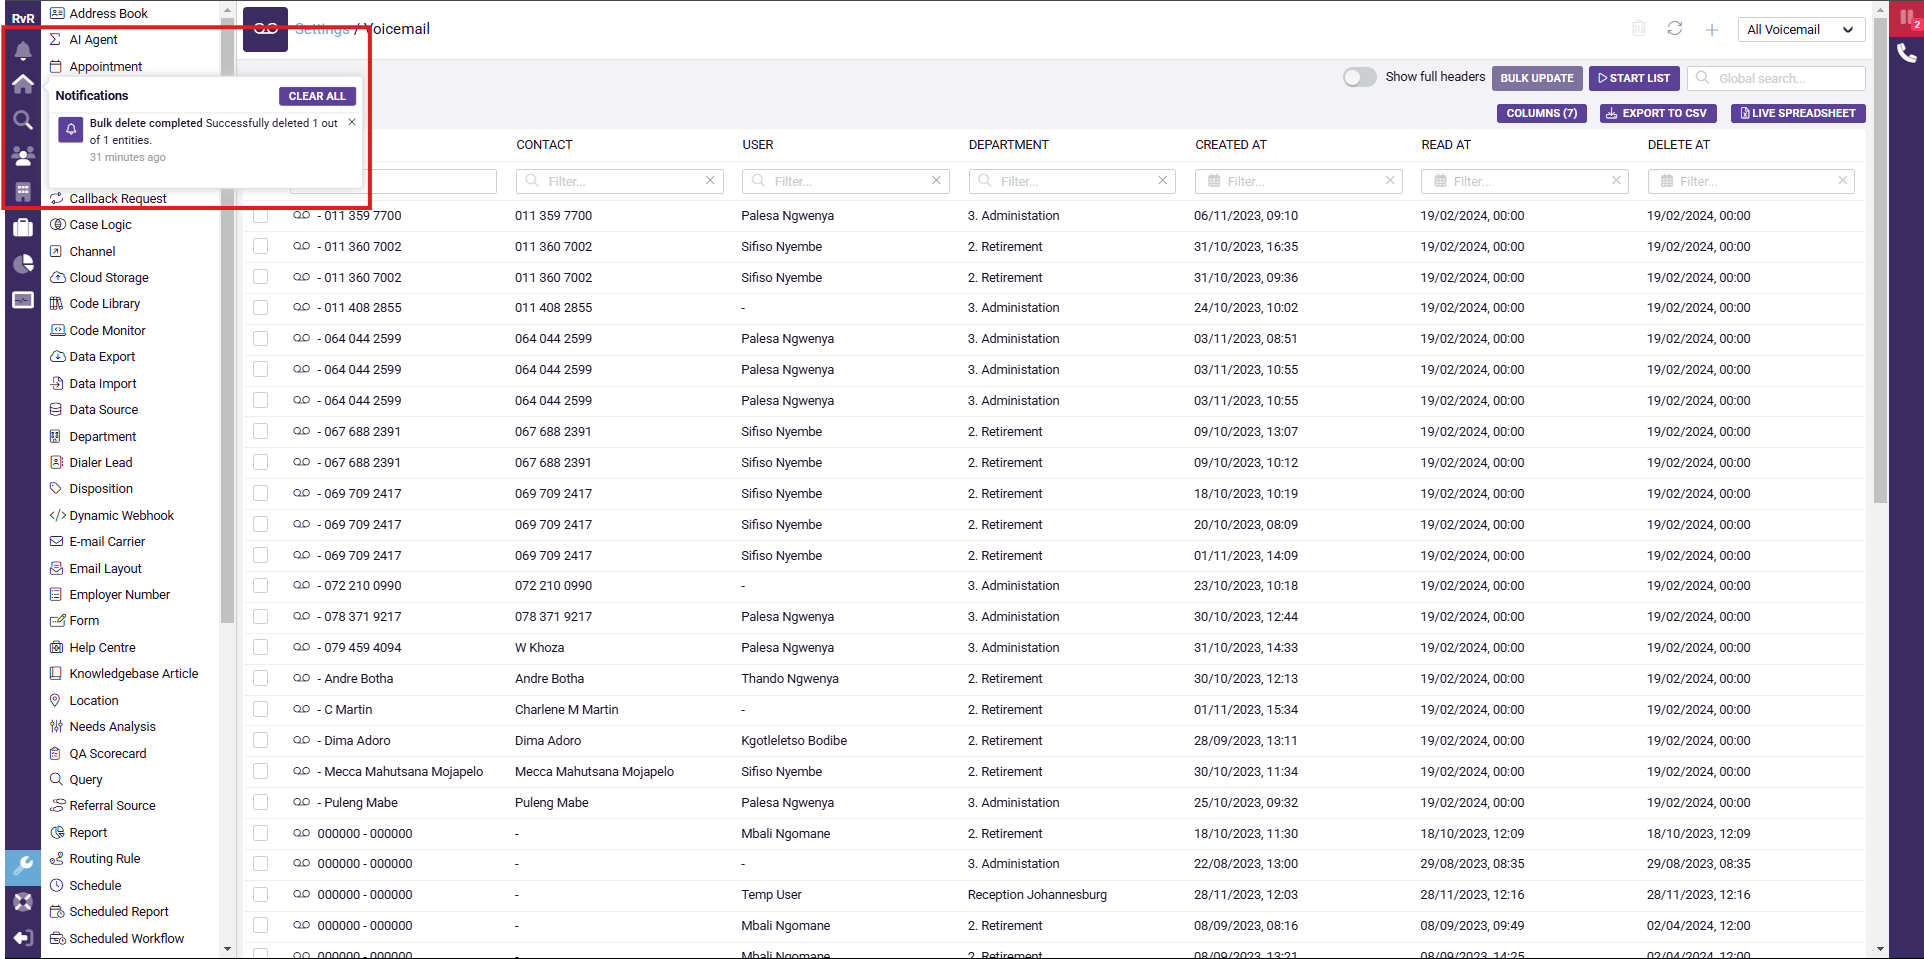 RvR
Address Book
AI Agent
Appointment
Notifications
CLEAR ALL
Bulk delete completed Successfully deleted 1 out
of 1 entities.
31 minutes ago
Callback Request
Case Logic
Channel
Cloud Storage
Code Library
Code Monitor
Data Export
Data Import
Data Source
Department
Dialer Lead
Disposition
Dynamic Webhook
E-mail Carrier
Email Layout
Employer Number
Form
Help Centre
Knowledgebase Article
Location
Needs Analysis
QA Scorecard
Query
Referral Source
Report
Routing Rule
Schedule
Scheduled Report
Scheduled Workflow
Settings / Voicemail
All Voicemail
2
Show full headers BULK UPDATE START LIST Global search...
COLUMNS (7) EXPORT TO CSV LIVE SPREADSHEET
CONTACT USER DEPARTMENT CREATED AT READ AT DELETE AT
Filter... Filter... Filter... Filter... Filter... Filter...
- 011 359 7700 011 359 7700 Palesa Ngwenya 3. Administation 06/11/2023, 09:10 19/02/2024, 00:00 19/02/2024, 00:00
- 011 360 7002 011 360 7002 Sifiso Nyembe 2. Retirement 31/10/2023, 16:35 19/02/2024, 00:00 19/02/2024, 00:00
- 011 360 7002 011 360 7002 Sifiso Nyembe 2. Retirement 31/10/2023, 09:36 19/02/2024, 00:00 19/02/2024, 00:00
- 011 408 2855 011 408 2855 - 3. Administation 24/10/2023, 10:02 19/02/2024, 00:00 19/02/2024, 00:00
- 064 044 2599 064 044 2599 Palesa Ngwenya 3. Administation 03/11/2023, 08:51 19/02/2024, 00:00 19/02/2024, 00:00
- 064 044 2599 064 044 2599 Palesa Ngwenya 3. Administation 03/11/2023, 10:55 19/02/2024, 00:00 19/02/2024, 00:00
- 064 044 2599 064 044 2599 Palesa Ngwenya 3. Administation 03/11/2023, 10:55 19/02/2024, 00:00 19/02/2024, 00:00
- 067 688 2391 067 688 2391 Sifiso Nyembe 2. Retirement 09/10/2023, 13:07 19/02/2024, 00:00 19/02/2024, 00:00
- 067 688 2391 067 688 2391 Sifiso Nyembe 2. Retirement 09/10/2023, 10:12 19/02/2024, 00:00 19/02/2024, 00:00
- 069 709 2417 069 709 2417 Sifiso Nyembe 2. Retirement 18/10/2023, 10:19 19/02/2024, 00:00 19/02/2024, 00:00
- 069 709 2417 069 709 2417 Sifiso Nyembe 2. Retirement 20/10/2023, 08:09 19/02/2024, 00:00 19/02/2024, 00:00
- 069 709 2417 069 709 2417 Sifiso Nyembe 2. Retirement 01/11/2023, 14:09 19/02/2024, 00:00 19/02/2024, 00:00
- 072 210 0990 072 210 0990 - 3. Administation 23/10/2023, 10:18 19/02/2024, 00:00 19/02/2024, 00:00
- 078 371 9217 078 371 9217 Palesa Ngwenya 3. Administation 30/10/2023, 12:44 19/02/2024, 00:00 19/02/2024, 00:00
- 079 459 4094 W Khoza Palesa Ngwenya 3. Administation 31/10/2023, 14:33 19/02/2024, 00:00 19/02/2024, 00:00
- Andre Botha Andre Botha Thando Ngwenya 2. Retirement 30/10/2023, 12:13 19/02/2024, 00:00 19/02/2024, 00:00
- C Martin Charlene M Martin - 2. Retirement 01/11/2023, 15:34 19/02/2024, 00:00 19/02/2024, 00:00
- Dima Adoro Dima Adoro Kgotleletso Bodibe 2. Retirement 28/09/2023, 13:11 19/02/2024, 00:00 19/02/2024, 00:00
- Mecca Mahutsana Mojapelo Mecca Mahutsana Mojapelo Sifiso Nyembe 2. Retirement 30/10/2023, 11:34 19/02/2024, 00:00 19/02/2024, 00:00
- Puleng Mabe Puleng Mabe Palesa Ngwenya 3. Administation 25/10/2023, 09:32 19/02/2024, 00:00 19/02/2024, 00:00
000000 - 000000 - Mbali Ngomane 2. Retirement 18/10/2023, 11:30 18/10/2023, 12:09 18/10/2023, 12:09
000000 - 000000 - - 3. Administation 22/08/2023, 13:00 29/08/2023, 08:35 29/08/2023, 08:35
000000 - 000000 - Temp User Reception Johannesburg 28/11/2023, 12:03 28/11/2023, 12:16 28/11/2023, 12:16
000000 - 000000 - Mbali Ngomane 2. Retirement 08/09/2023, 08:16 08/09/2023, 09:49 02/04/2024, 12:00
000000 - 000000 - Mbali Ngomane 2. Retirement 08/09/2023, 13:21 08/09/2023, 14:25 02/04/2024, 12:00